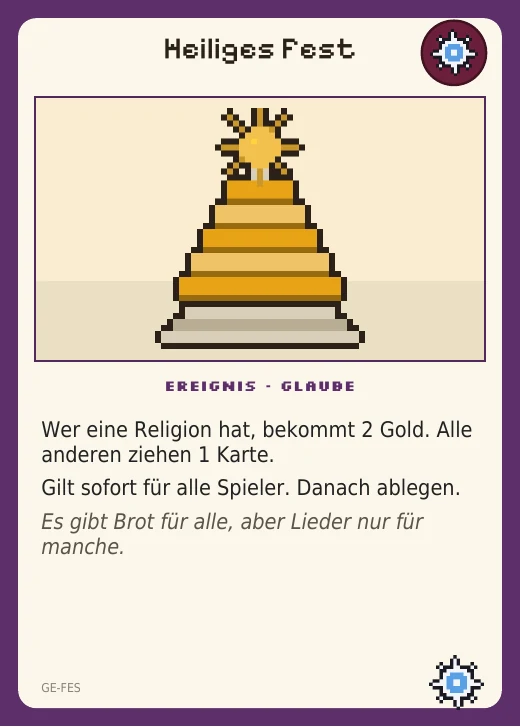 Heiliges Fest
EREIGNIS - GLAUBE
Wer eine Religion hat, bekommt 2 Gold. Alle
anderen ziehen 1 Karte.
Gilt sofort für alle Spieler. Danach ablegen.
Es gibt Brot für alle, aber Lieder nur für
manche.
GE-FES